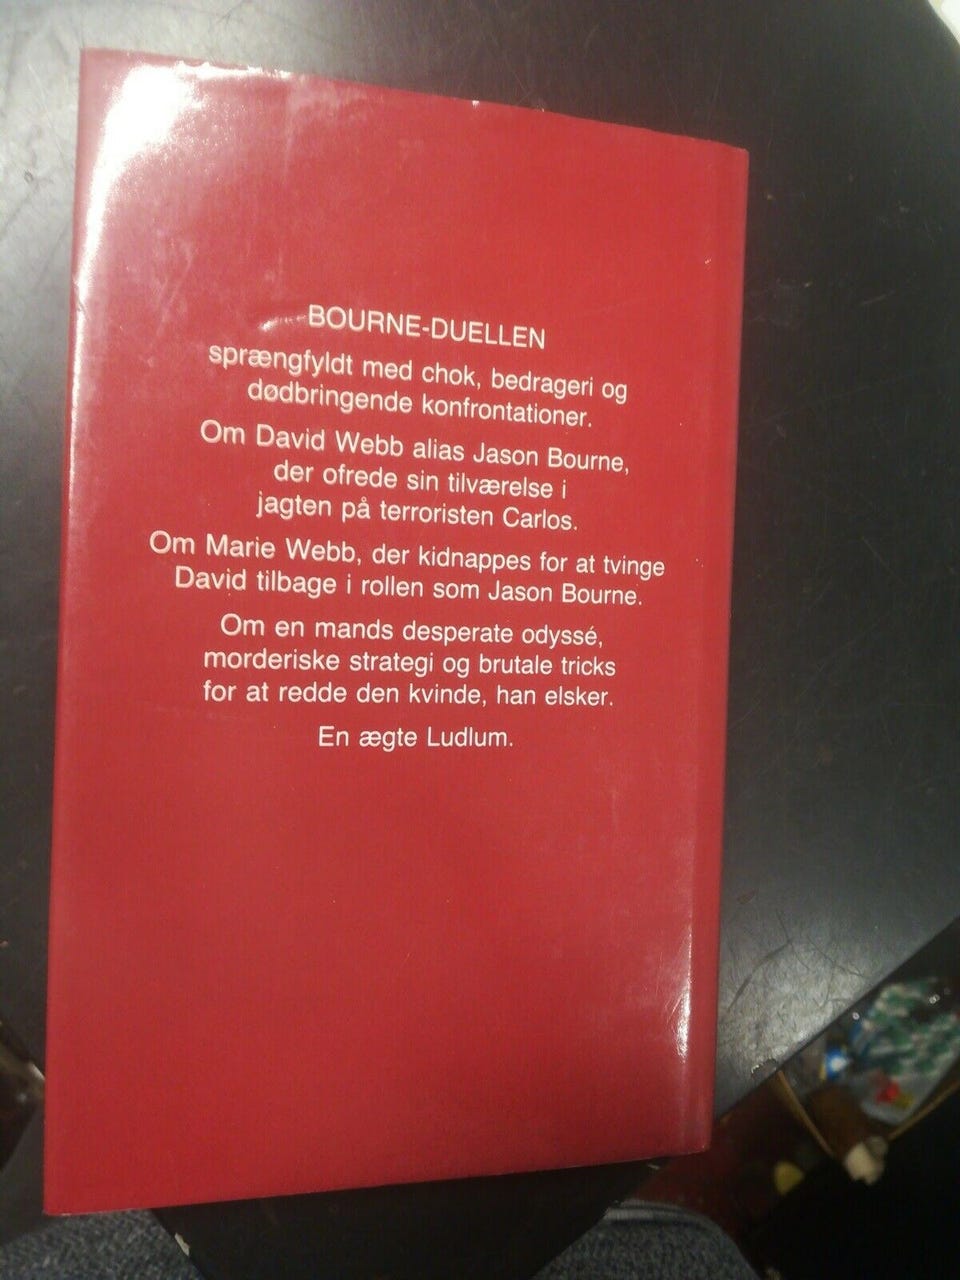 BOURNE-DUELLEN
sprængfyldt med chok, bedrageri og
dødbringende konfrontationer.
Om David Webb alias Jason Bourne,
der ofrede sin tilværelse i
jagten på terroristen Carlos.
Om Marie Webb, der kidnappes for at tvinge
David tilbage i rollen som Jason Bourne.
Om en mands desperate odyssé,
morderiske strategi og brutale tricks
for at redde den kvinde, han elsker.
En ægte Ludlum.